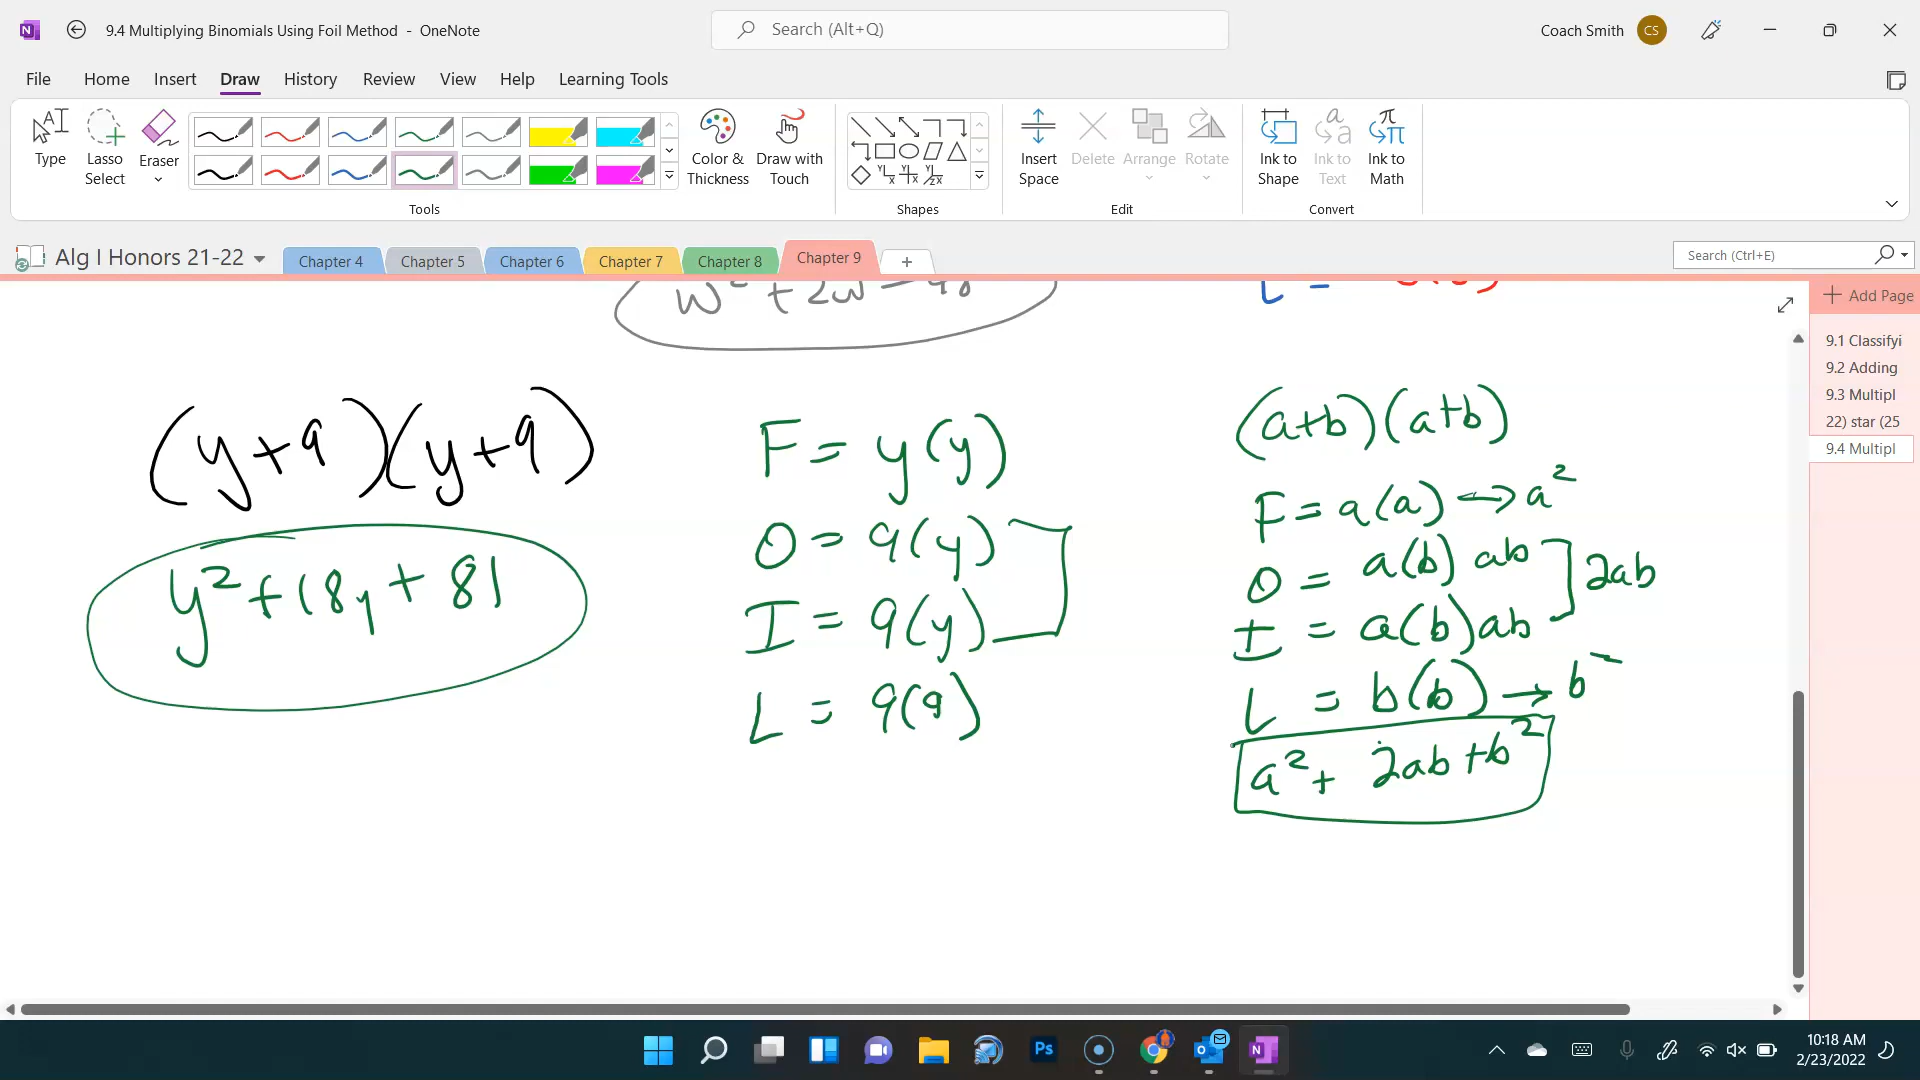 9.4 Multiplying Binomials Using Foil Method - OneNote
Search (Alt+Q)
Coach Smith
CS
File Home Insert Draw History Review View Help Learning Tools
Type
Lasso Select
Eraser
Color & Thickness
Draw with Touch
Insert Space
Delete
Arrange
Rotate
Ink to Shape
Ink to Text
Ink to Math
Tools
Shapes
Edit
Convert
Alg I Honors 21-22
Chapter 4
Chapter 5
Chapter 6
Chapter 7
Chapter 8
Chapter 9
Search (Ctrl+E)
Add Page
9.1 Classifyi
9.2 Adding
9.3 Multipl
22) star (25
9.4 Multipl
w² + 2w -
L =
(y+9)(y+9)
y² + 18y + 81
F = y(y)
O = 9(y)
I = 9(y)
L = 9(9)
(a+b)(a+b)
F = a(a) → a²
O = a(b) ab
I = a(b) ab
2ab
L = b(b) → b
a² + 2ab + b²
Ps
10:18 AM
2/23/2022